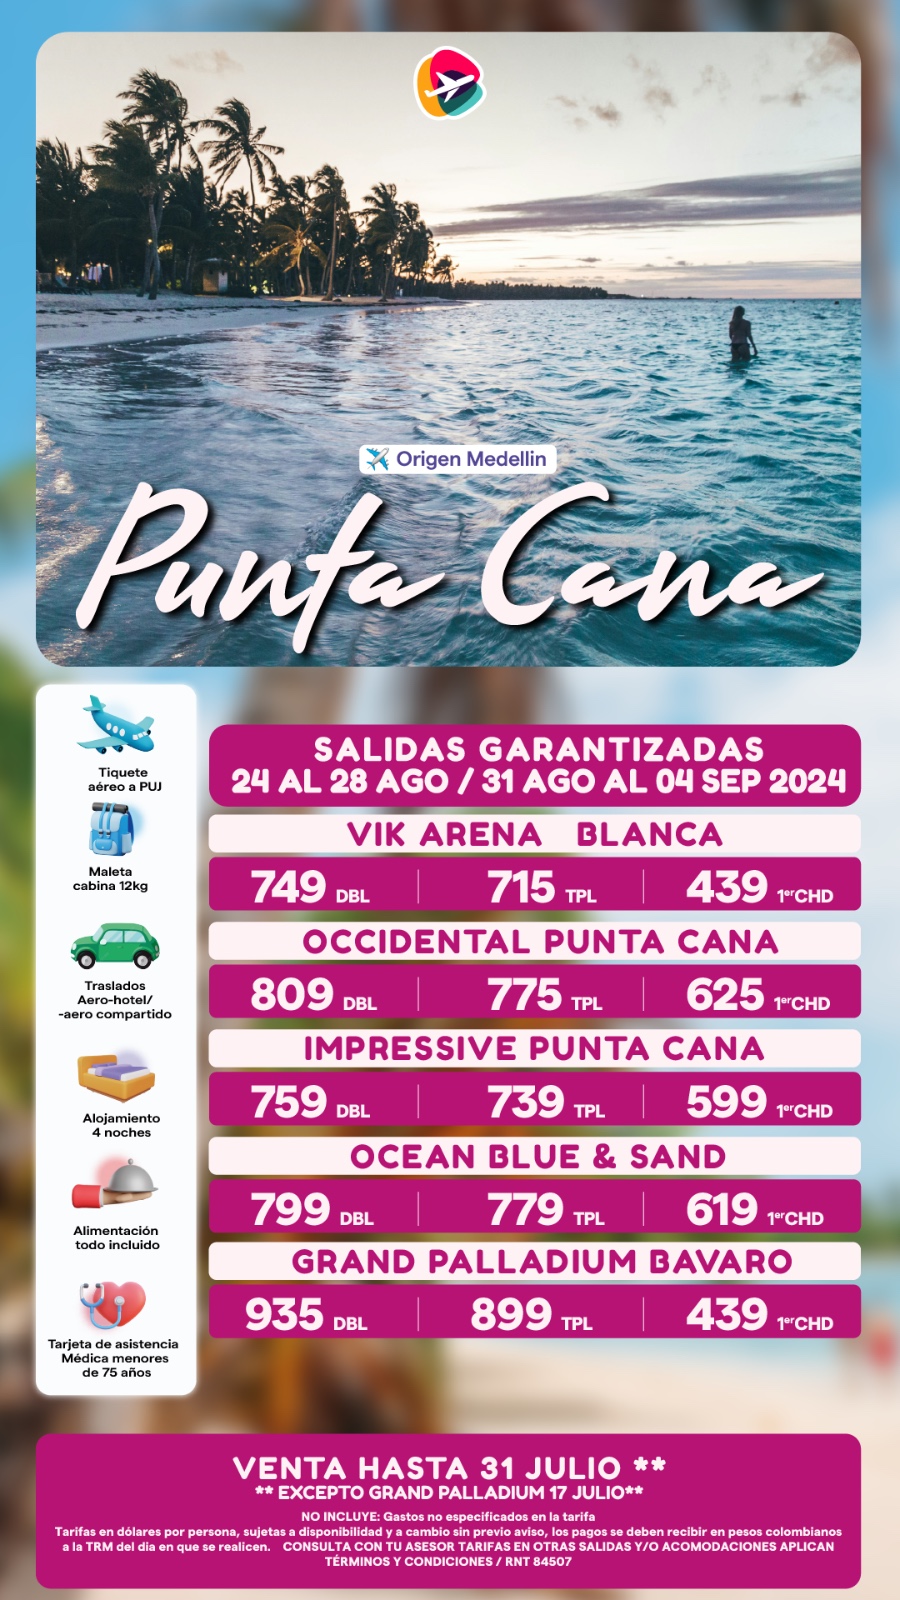 Origen Medellin
Punta Cana
Tiquete
aéreo a PUJ
Maleta
cabina 12kg
Traslados
Aero-hotel/
-aero compartido
Alojamiento
4 noches
Alimentación
todo incluido
Tarjeta de asistencia
Médica menores
de 75 años
SALIDAS GARANTIZADAS
24 AL 28 AGO / 31 AGO AL 04 SEP 2024
VIK ARENA BLANCA
749 DBL 715 TPL 439 1erCHD
OCCIDENTAL PUNTA CANA
809 DBL 775 TPL 625 1erCHD
IMPRESSIVE PUNTA CANA
759 DBL 739 TPL 599 1erCHD
OCEAN BLUE & SAND
799 DBL 779 TPL 619 1erCHD
GRAND PALLADIUM BAVARO
935 DBL 899 TPL 439 1erCHD
VENTA HASTA 31 JULIO **
** EXCEPTO GRAND PALLADIUM 17 JULIO**
NO INCLUYE: Gastos no especificados en la tarifa
Tarifas en dólares por persona, sujetas a disponibilidad y a cambio sin previo aviso, los pagos se deben recibir en pesos colombianos
a la TRM del dia en que se realicen. CONSULTA CON TU ASESOR TARIFAS EN OTRAS SALIDAS Y/O ACOMODACIONES APLICAN
TÉRMINOS Y CONDICIONES / RNT 84507